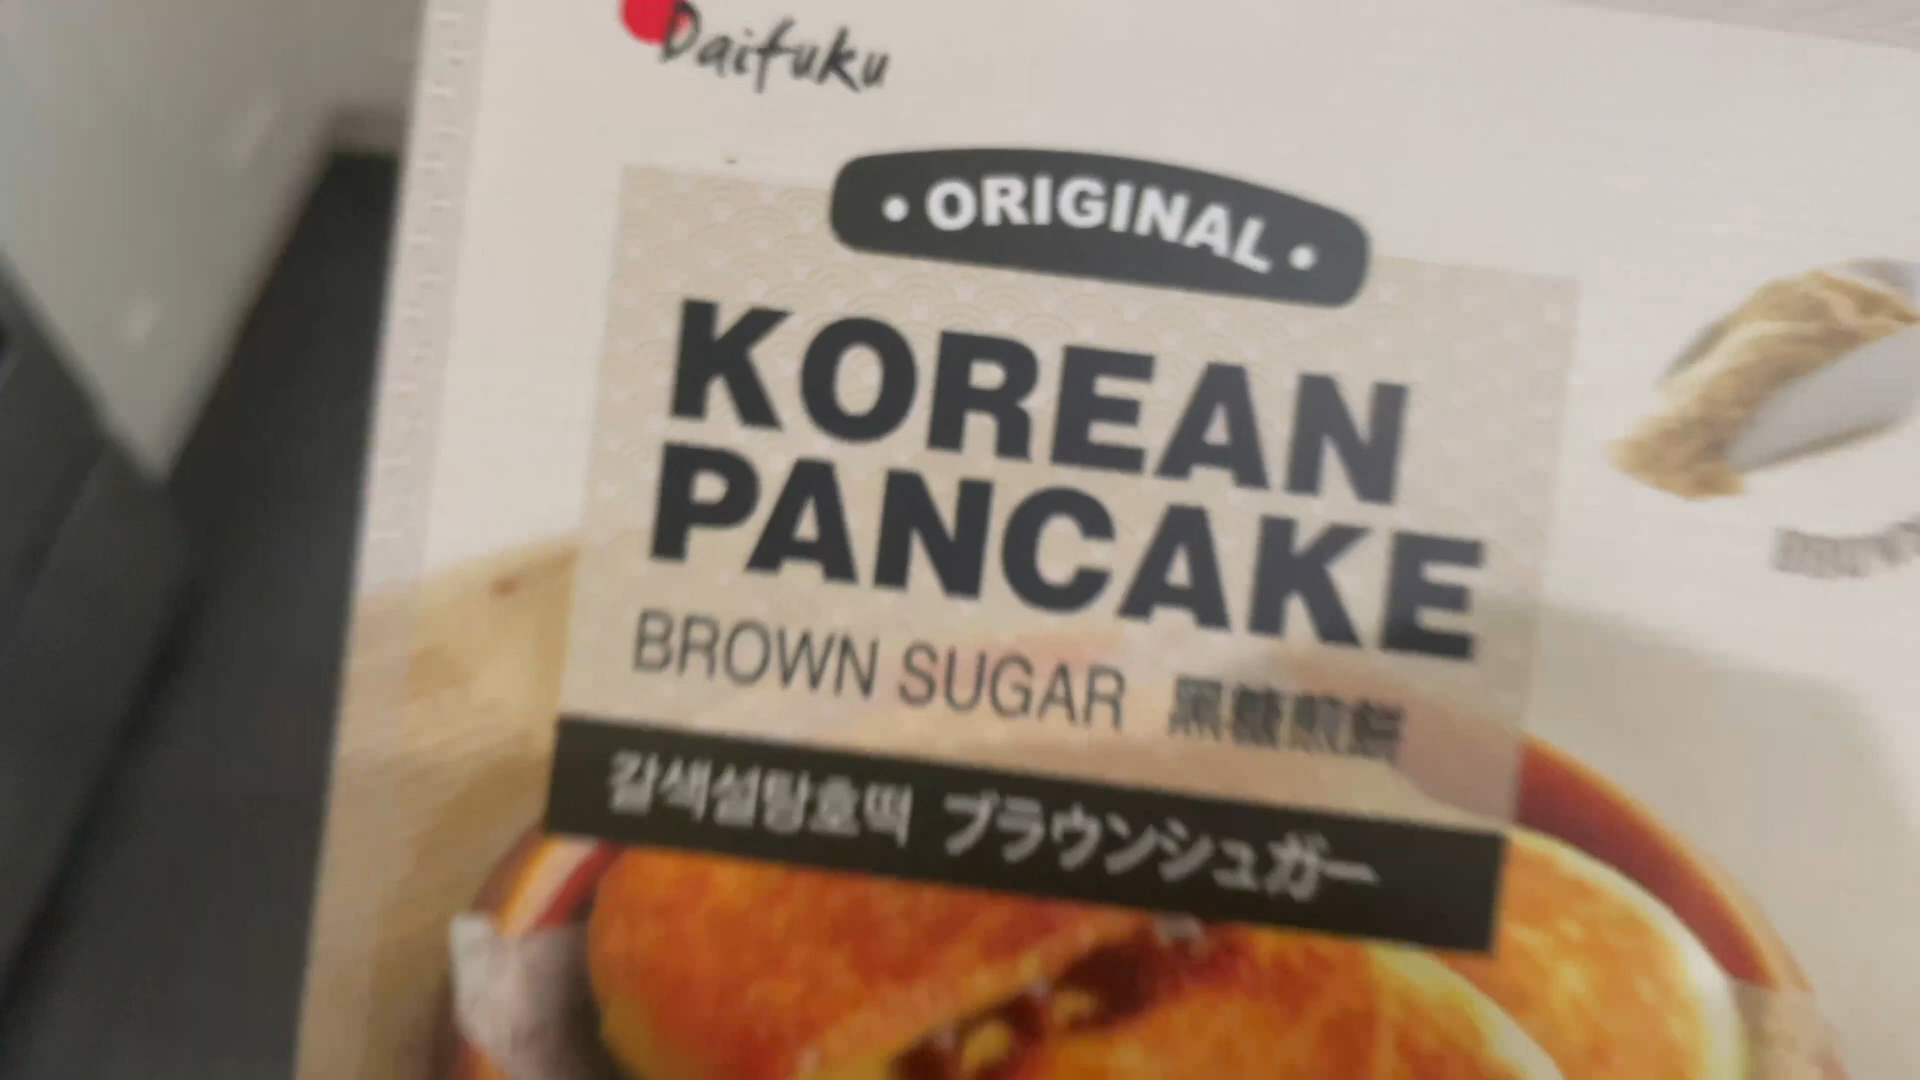 Daifuku
• ORIGINAL •
KOREAN
PANCAKE
BROWN SUGAR 黑糖煎餅
갈색설탕호떡 ブラウンシュガー